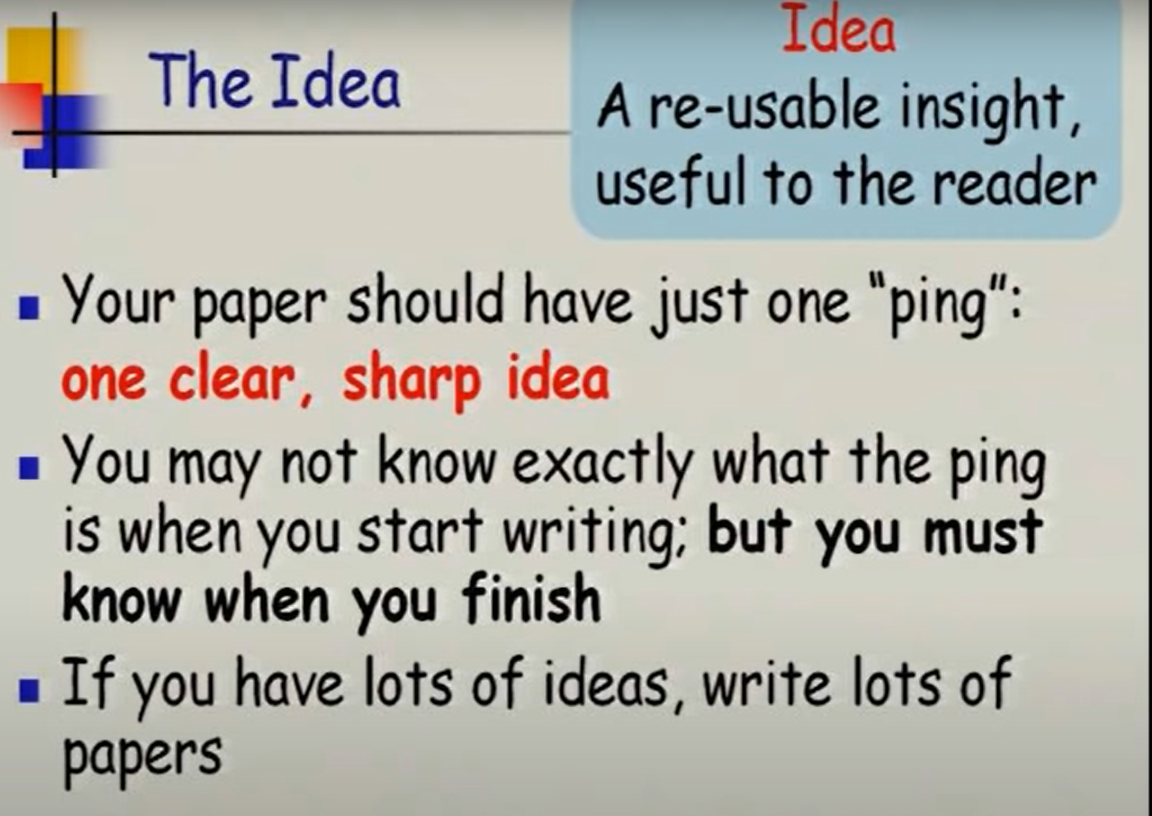 The Idea
Idea
A re-usable insight,
useful to the reader
Your paper should have just one “ping”:
one clear, sharp idea
You may not know exactly what the ping
is when you start writing; but you must
know when you finish
If you have lots of ideas, write lots of
papers